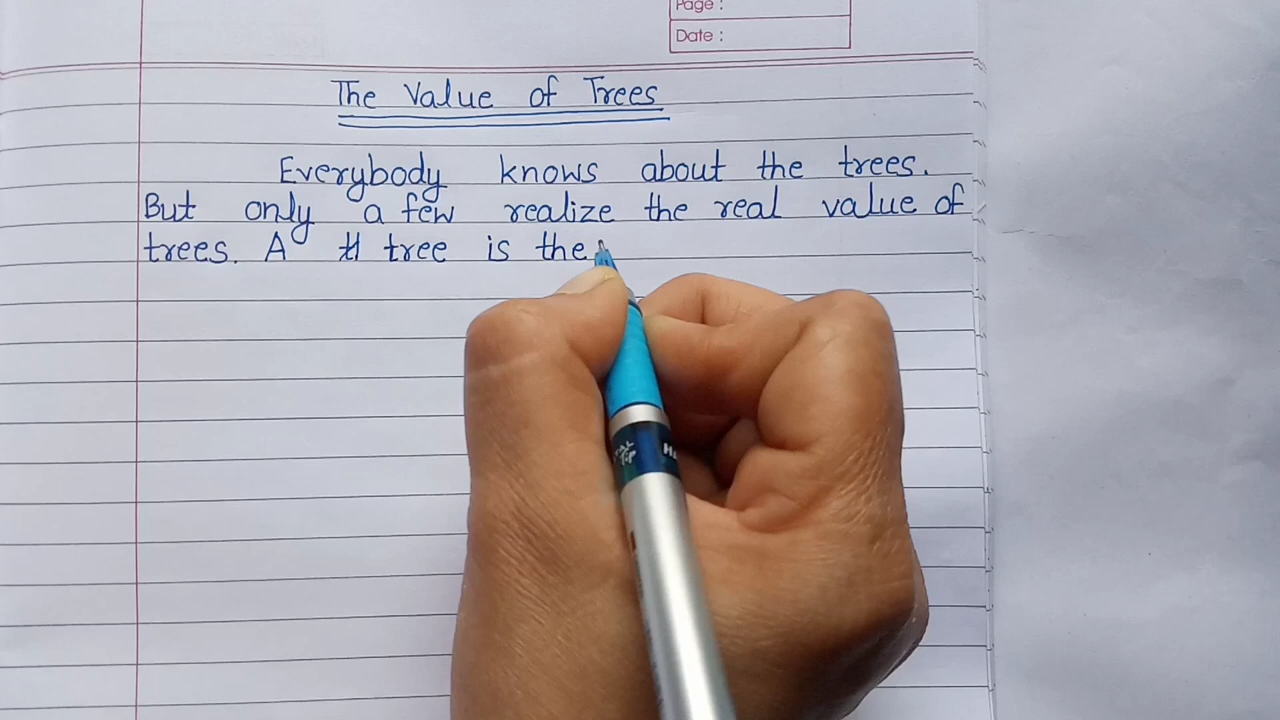 Page :
Date :
The Value of Trees
Everybody knows about the trees.
But only a few realize the real value of
trees. A tree is the